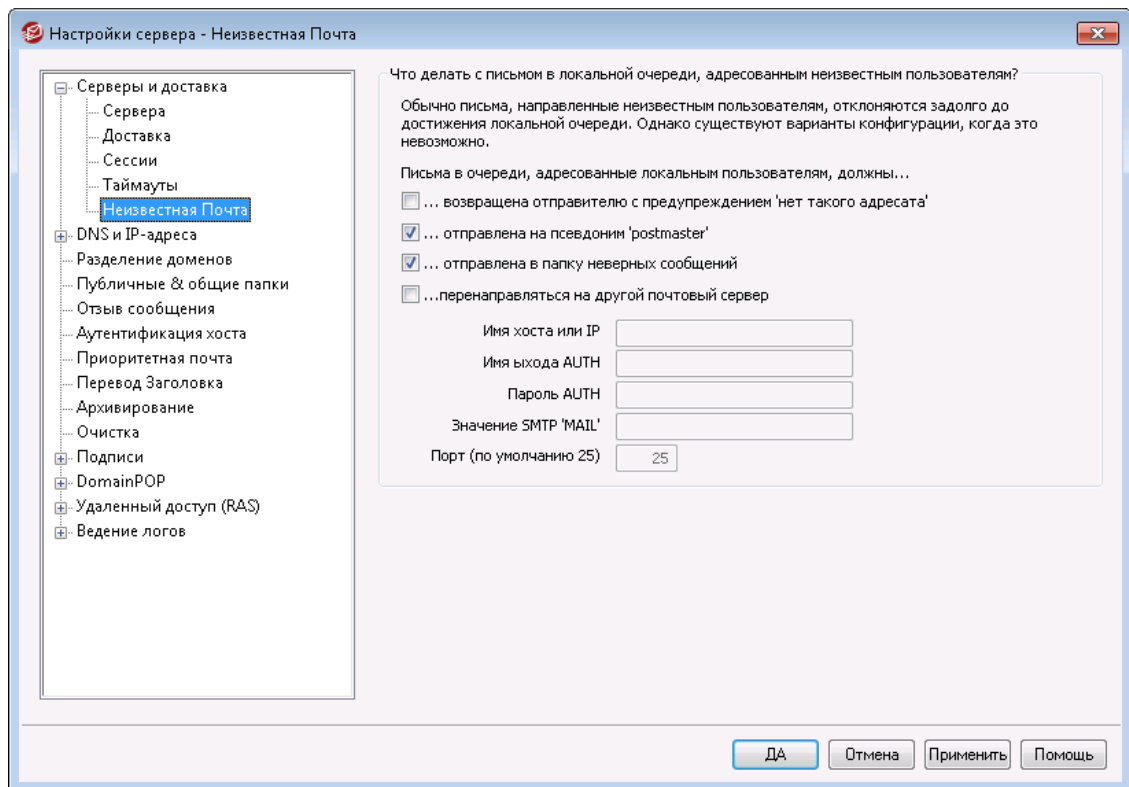 Настройки сервера - Неизвестная Почта
Серверы и доставка
Сервера
Доставка
Сессии
Таймауты
Неизвестная Почта
DNS и IP-адреса
Разделение доменов
Публичные & общие папки
Отзыв сообщения
Аутентификация хоста
Приоритетная почта
Перевод Заголовка
Архивирование
Очистка
Подписи
DomainPOP
Удаленный доступ (RAS)
Ведение логов
Что делать с письмом в локальной очереди, адресованным неизвестным пользователям?
Обычно письма, направленные неизвестным пользователям, отклоняются задолго до
достижения локальной очереди. Однако существуют варианты конфигурации, когда это
невозможно.
Письма в очереди, адресованные локальным пользователям, должны...
... возвращена отправителю с предупреждением 'нет такого адресата'
... отправлена на псевдоним 'postmaster'
... отправлена в папку неверных сообщений
...перенаправляться на другой почтовый сервер
Имя хоста или IP
Имя ыхода AUTH
Пароль AUTH
Значение SMTP 'MAIL'
Порт (по умолчанию 25)
25
ДА
Отмена
Применить
Помощь